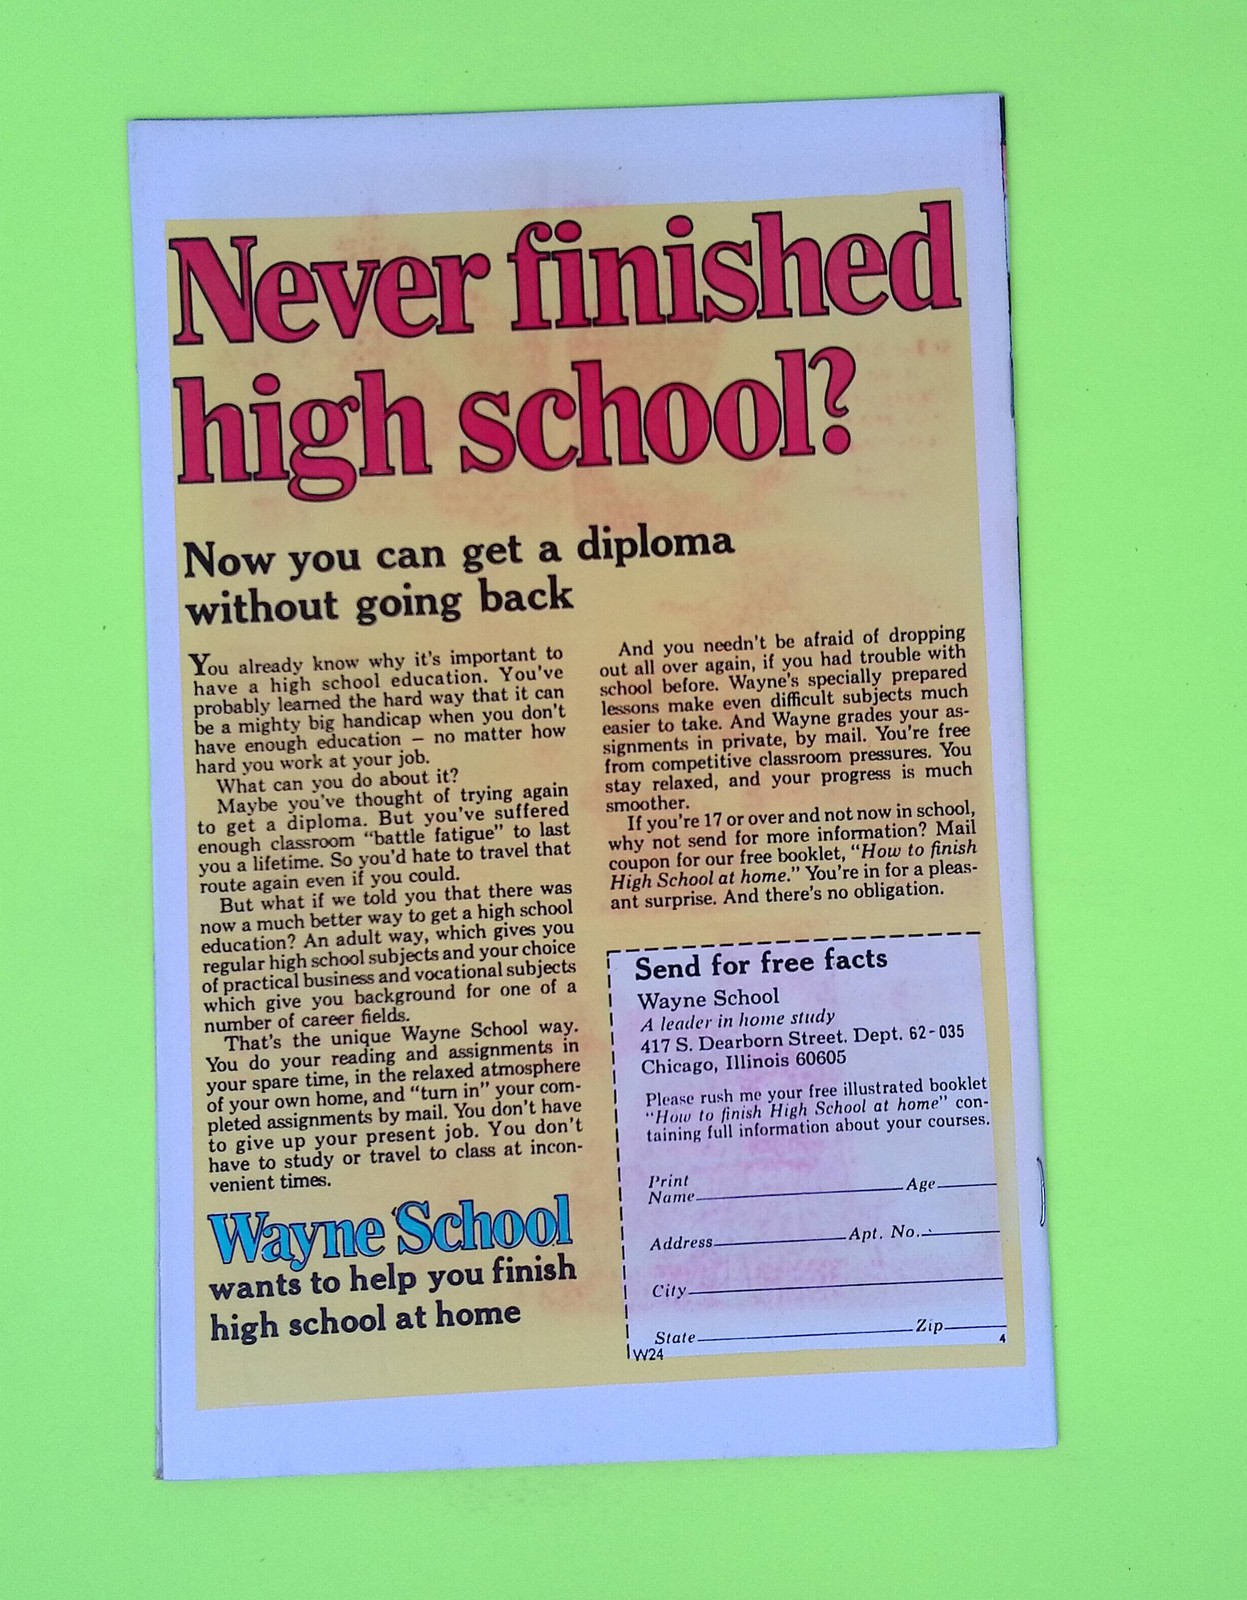 Never finished
high school?
Now you can get a diploma
without going back
You already know why it's important to
have a high school education. You've
probably learned the hard way that it can
be a mighty big handicap when you don't
have enough education – no matter how
hard you work at your job.
What can you do about it?
Maybe you've thought of trying again
to get a diploma. But you've suffered
enough classroom "battle fatigue" to last
you a lifetime. So you'd hate to travel that
route again even if you could.
But what if we told you that there was
now a much better way to get a high school
education? An adult way, which gives you
regular high school subjects and your choice
of practical business and vocational subjects
which give you background for one of a
number of career fields.
That's the unique Wayne School way.
You do your reading and assignments in
your spare time, in the relaxed atmosphere
of your own home, and "turn in" your com-
pleted assignments by mail. You don't have
to give up your present job. You don't
have to study or travel to class at incon-
venient times.
Wayne School
wants to help you finish
high school at home
And you needn't be afraid of dropping
out all over again, if you had trouble with
school before. Wayne's specially prepared
lessons make even difficult subjects much
easier to take. And Wayne grades your as-
signments in private, by mail. You're free
from competitive classroom pressures. You
stay relaxed, and your progress is much
smoother.
If you're 17 or over and not now in school,
why not send for more information? Mail
coupon for our free booklet, "How to finish
High School at home." You're in for a pleas-
ant surprise. And there's no obligation.
Send for free facts
Wayne School
A leader in home study
417 S. Dearborn Street. Dept. 62-035
Chicago, Illinois 60605
Please rush me your free illustrated booklet
"How to finish High School at home" con-
taining full information about your courses.
Print
Name Age
Address Apt. No.
City
State Zip
W24 4